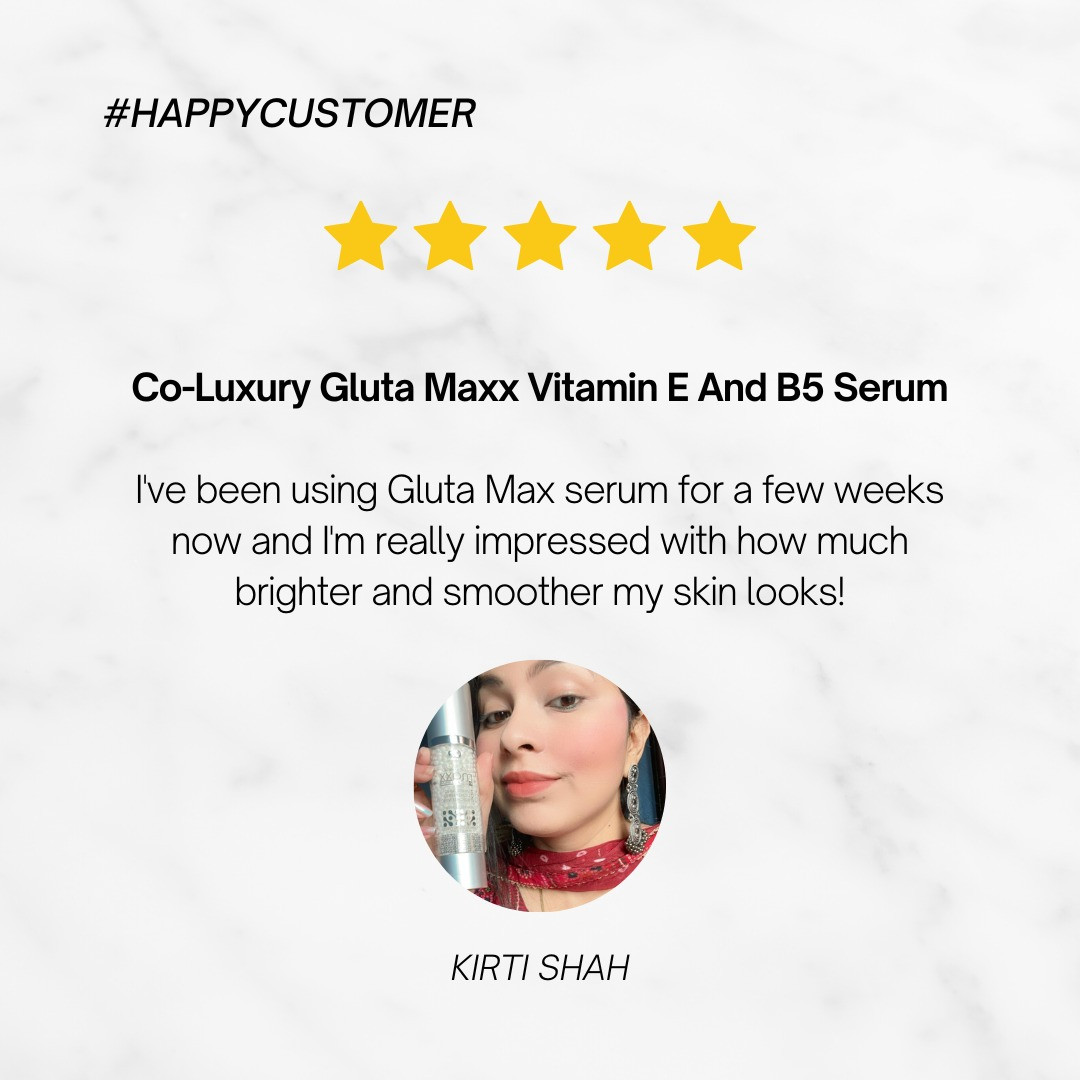 #HAPPYCUSTOMER
Co-Luxury Gluta Maxx Vitamin E And B5 Serum
I've been using Gluta Max serum for a few weeks
now and I'm really impressed with how much
brighter and smoother my skin looks!
KIRTI SHAH